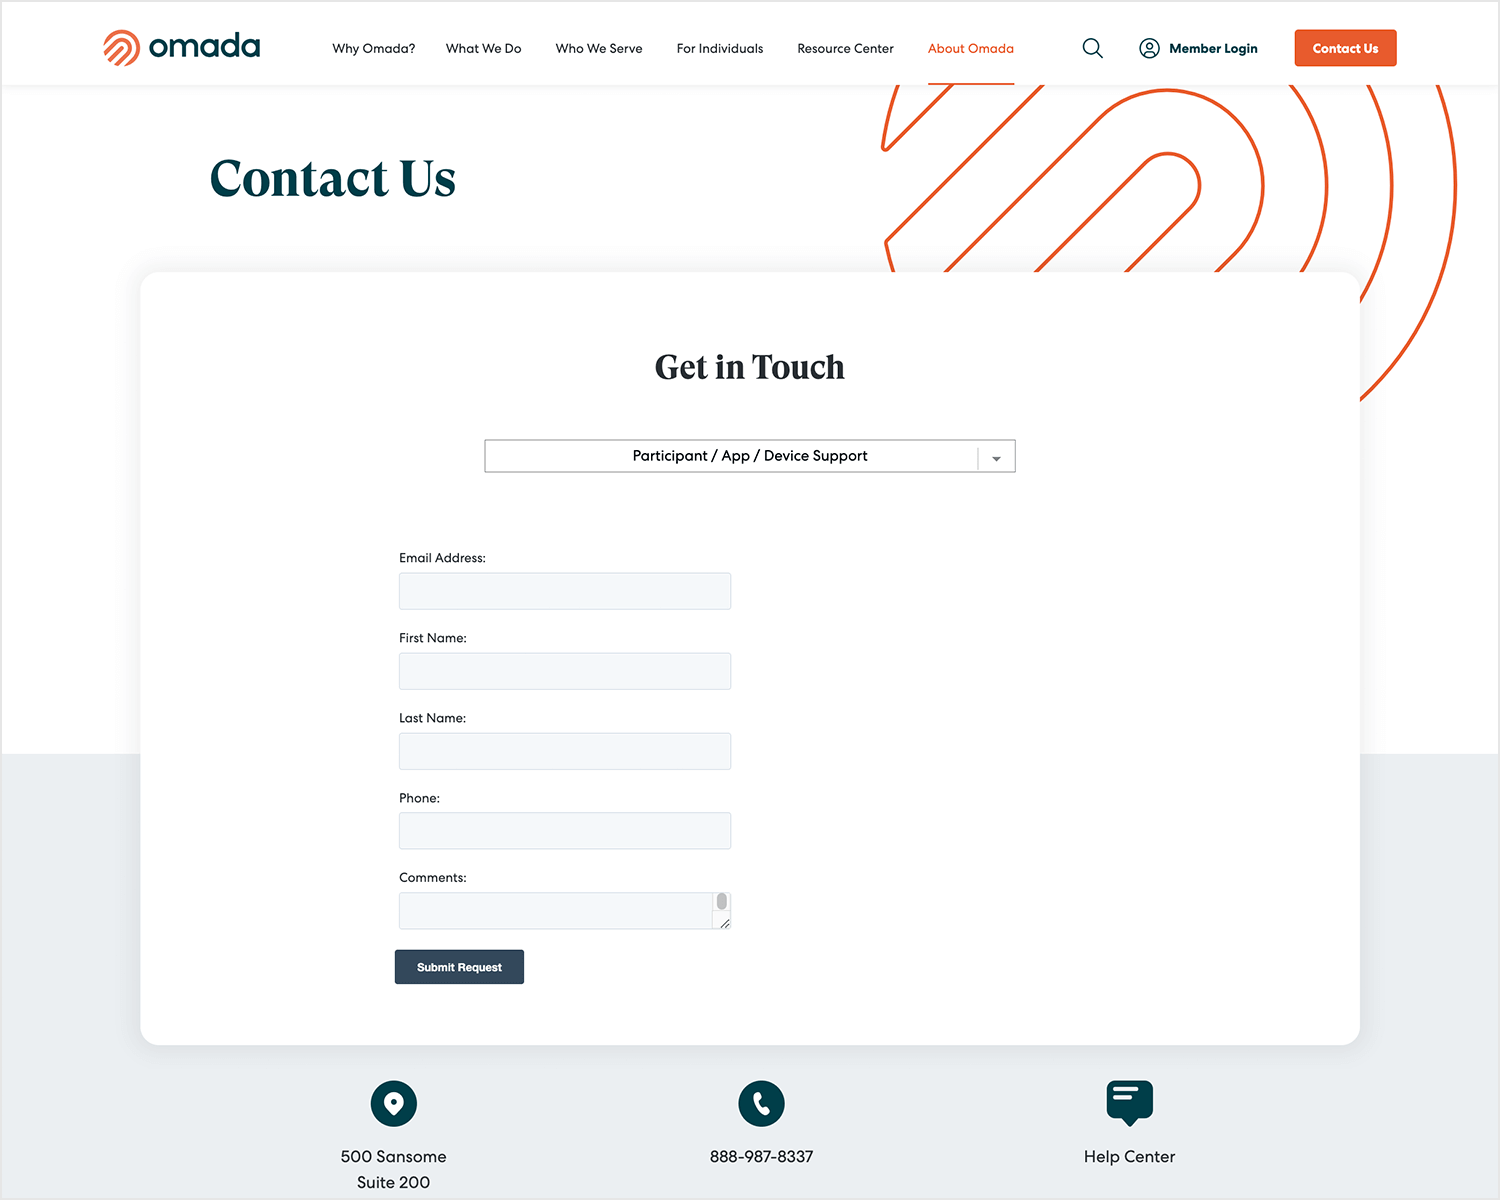 omada
Why Omada?
What We Do
Who We Serve
For Individuals
Resource Center
About Omada
Member Login
Contact Us
Contact Us
Get in Touch
Participant / App / Device Support
Email Address:
First Name:
Last Name:
Phone:
Comments:
Submit Request
500 Sansome
Suite 200
888-987-8337
Help Center